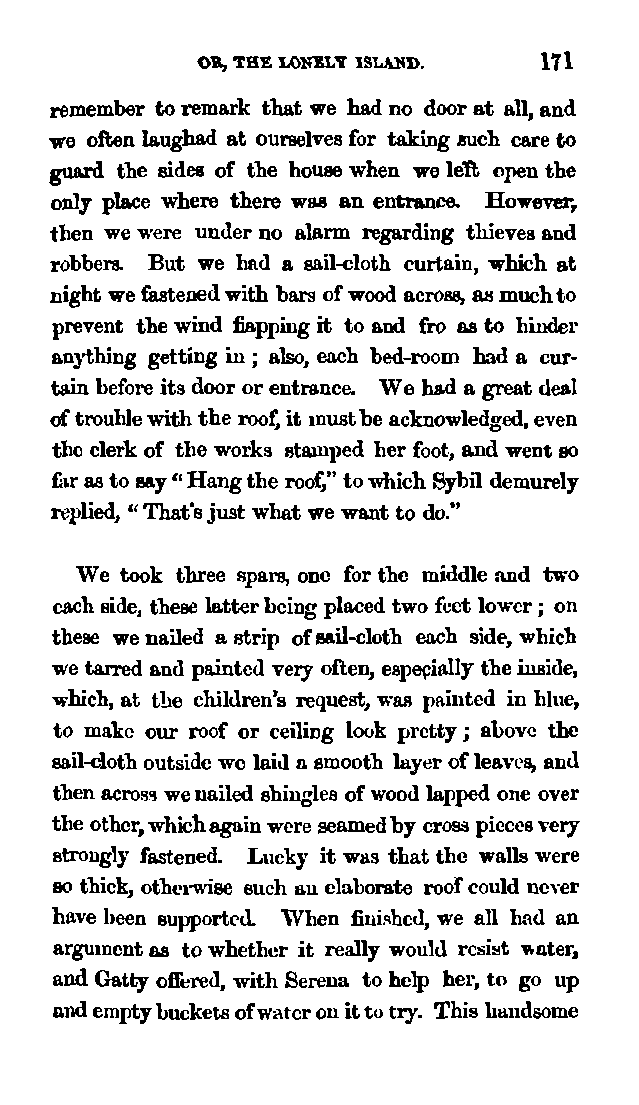 OR, THE LONELY ISLAND. 171
remember to remark that we had no door at all, and
we often laughad at ourselves for taking such care to
guard the sides of the house when we left open the
only place where there was an entrance. However,
then we were under no alarm regarding thieves and
robbers. But we had a sail-cloth curtain, which at
night we fastened with bars of wood across, as much to
prevent the wind flapping it to and fro as to hinder
anything getting in; also, each bed-room had a cur-
tain before its door or entrance. We had a great deal
of trouble with the roof, it must be acknowledged, even
the clerk of the works stamped her foot, and went so
far as to say "Hang the roof," to which Sybil demurely
replied, "That's just what we want to do."
We took three spars, one for the middle and two
each side, these latter being placed two feet lower; on
these we nailed a strip of sail-cloth each side, which
we tarred and painted very often, especially the inside,
which, at the children's request, was painted in blue,
to make our roof or ceiling look pretty; above the
sail-cloth outside we laid a smooth layer of leaves, and
then across we nailed shingles of wood lapped one over
the other, which again were seamed by cross pieces very
strongly fastened. Lucky it was that the walls were
so thick, otherwise such an elaborate roof could never
have been supported. When finished, we all had an
argument as to whether it really would resist water,
and Gatty offered, with Serena to help her, to go up
and empty buckets of water on it to try. This handsome